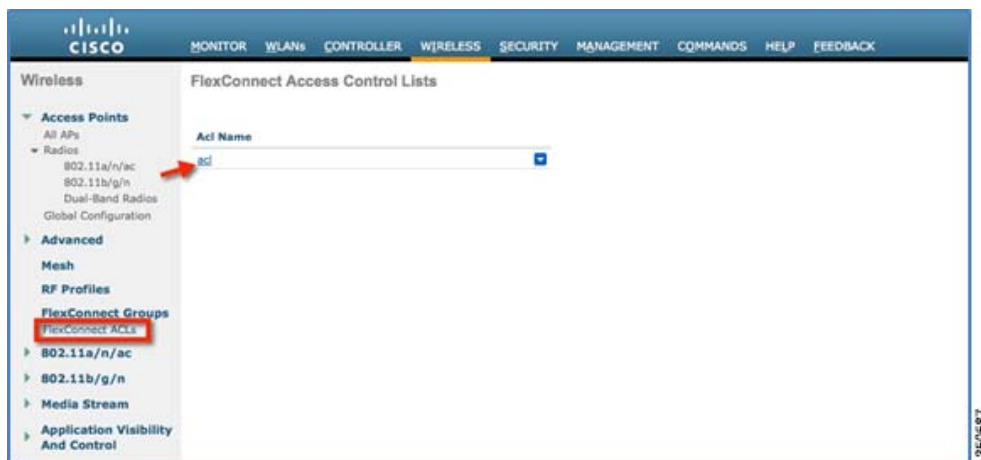 CISCO
MONITOR WLANs CONTROLLER WIRELESS SECURITY MANAGEMENT COMMANDS HELP FEEDBACK
Wireless
Access Points
All APs
Radios
802.11a/n/ac
802.11b/g/n
Dual-Band Radios
Global Configuration
Advanced
Mesh
RF Profiles
FlexConnect Groups
FlexConnect ACLs
802.11a/n/ac
802.11b/g/n
Media Stream
Application Visibility
And Control
FlexConnect Access Control Lists
Acl Name
acl